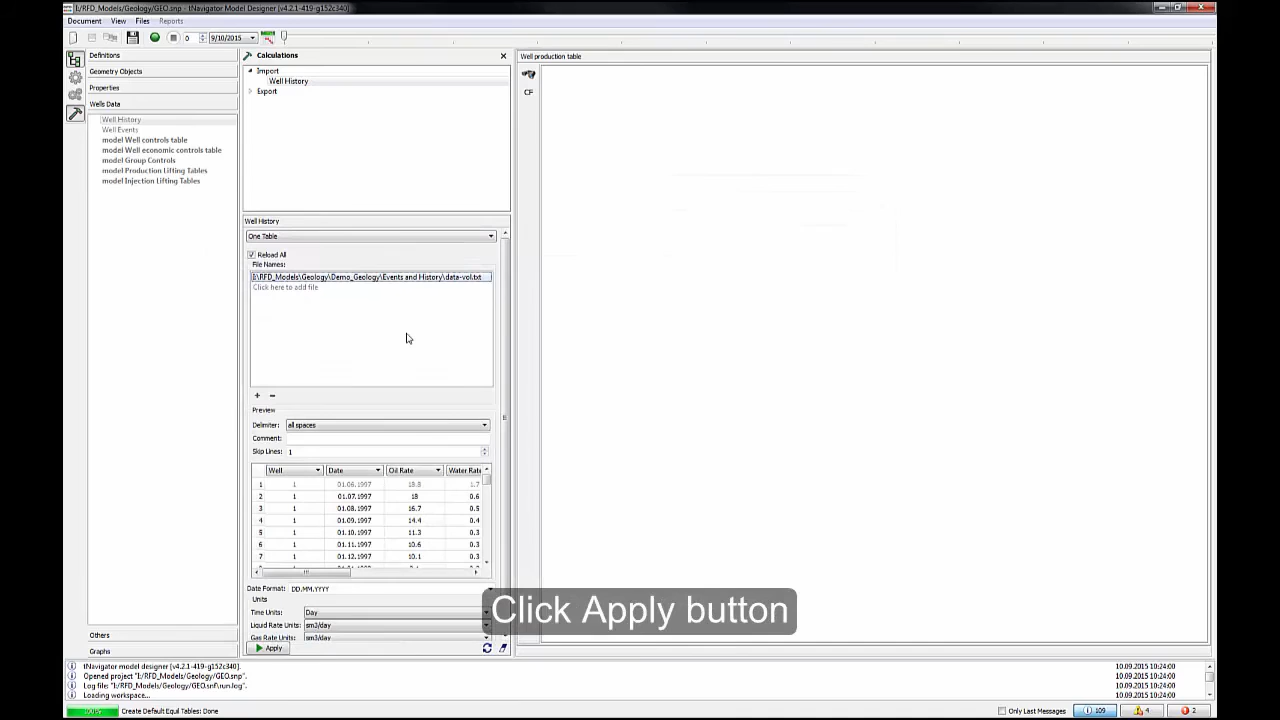 I:/RFD_Models/Geology/GEO.snp - tNavigator Model Designer [v4.2.1-419-g152c340]
Document View Files Reports
0 9/10/2015
Definitions
Geometry Objects
Properties
Wells Data
Well History
Well Events
model Well controls table
model Well economic controls table
model Group Controls
model Production Lifting Tables
model Injection Lifting Tables
Others
Graphs
Calculations
Import
Well History
Export
Well History
One Table
Reload All
File Names:
I:\RFD_Models\Geology\Demo_Geology\Events and History\data-vol.txt
Click here to add file
+ -
Preview
Delimiter: all spaces
Comment:
Skip Lines: 1
Well Date Oil Rate Water Rate
1 1 01.06.1997 18.8 1.7
2 1 01.07.1997 18 0.6
3 1 01.08.1997 16.7 0.5
4 1 01.09.1997 14.4 0.4
5 1 01.10.1997 11.3 0.3
6 1 01.11.1997 10.6 0.3
7 1 01.12.1997 10.1 0.3
Date Format: DD.MM.YYYY
Units
Time Units: Day
Liquid Rate Units: sm3/day
Gas Rate Units: sm3/day
Apply
Well production table
CF
Click Apply button
tNavigator model designer [v4.2.1-419-g152c340]. 10.09.2015 10:24:00
Opened project "I:/RFD_Models/Geology/GEO.snp". 10.09.2015 10:24:00
Log file: "I:/RFD_Models/Geology/GEO.snf\run.log". 10.09.2015 10:24:00
Loading workspace... 10.09.2015 10:24:00
100% Create Default Equil Tables: Done
Only Last Messages 109 4 2